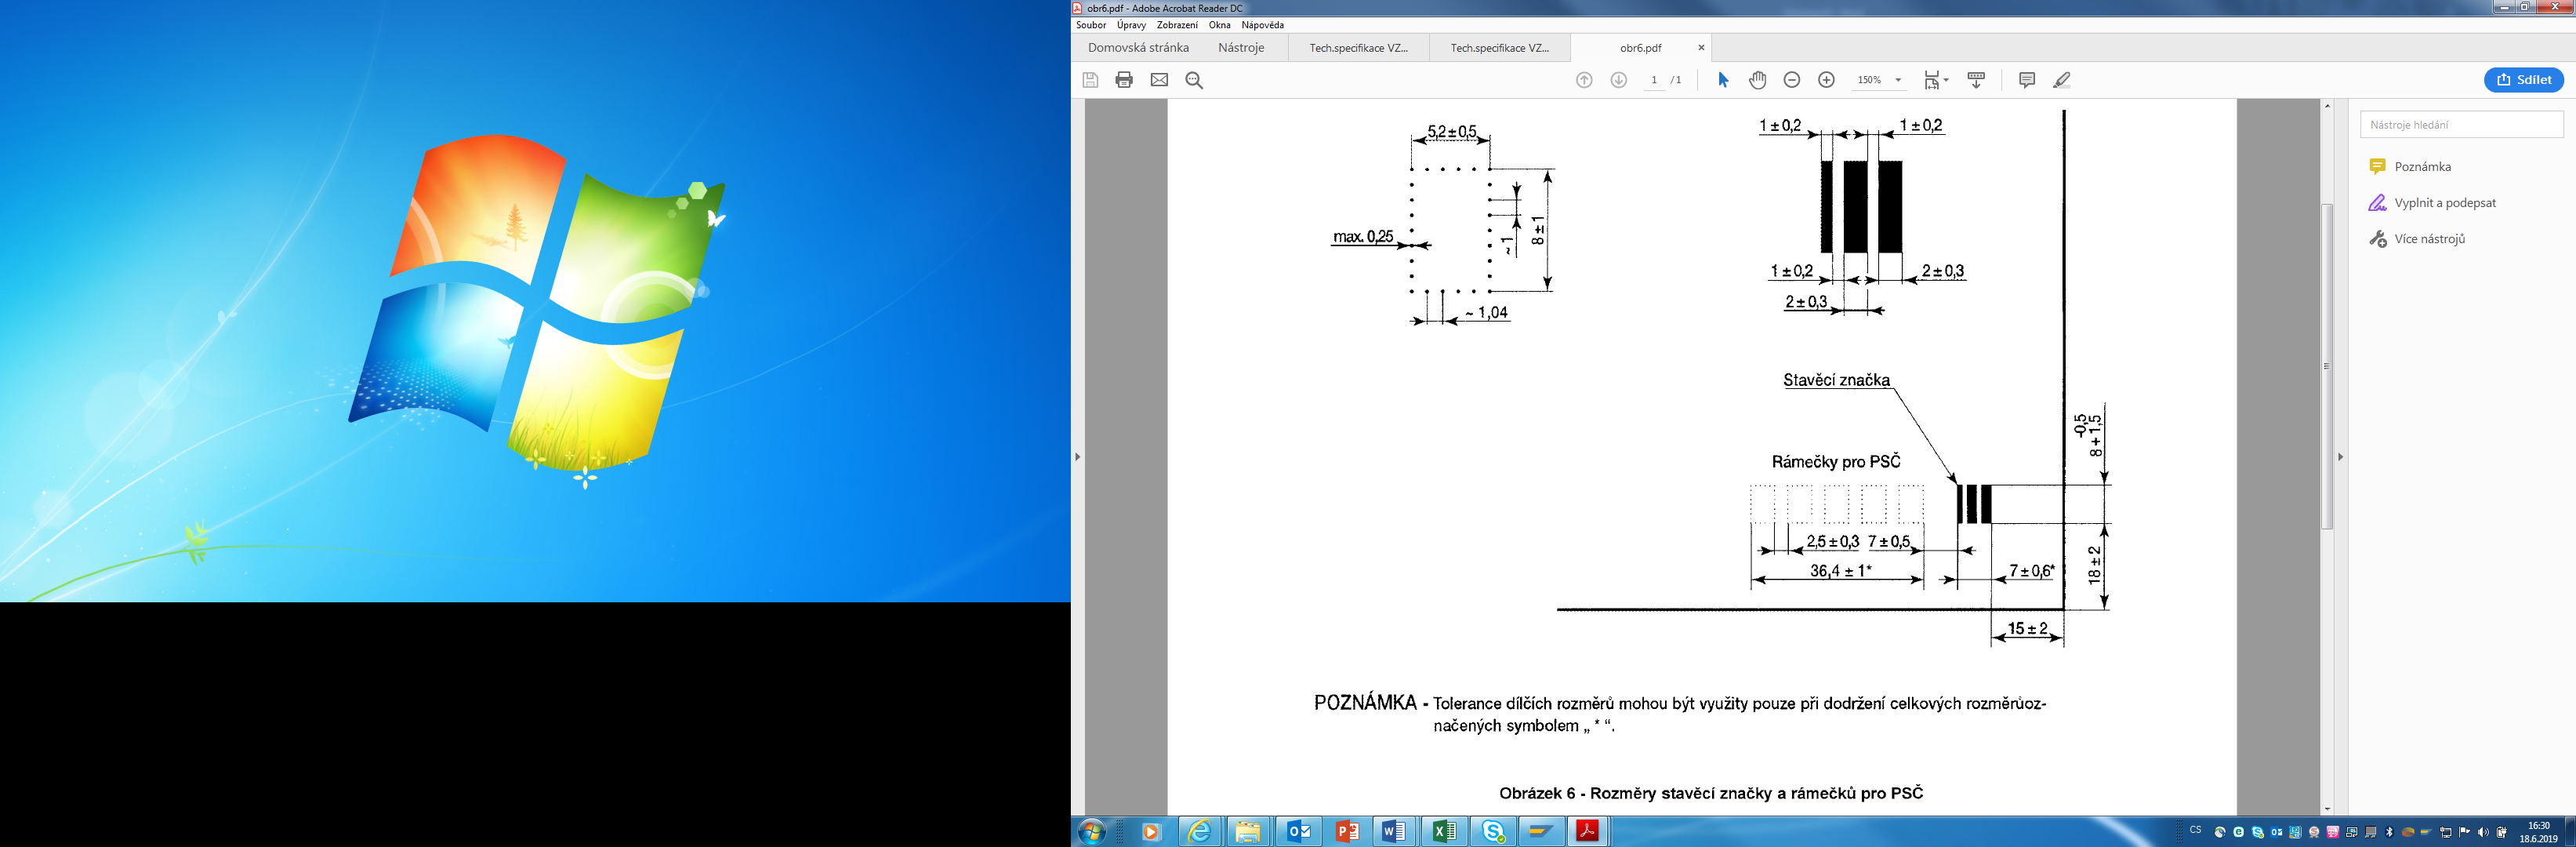 obr6.pdf - Adobe Acrobat Reader DC
Soubor Úpravy Zobrazení Okna Nápověda
Domovská stránka Nástroje Tech.specifikace VZ... Tech.specifikace VZ... obr6.pdf
1 / 1 150% Sdílet
Nástroje hledání
Poznámka
Vyplnit a podepsat
Více nástrojů
5,2 ± 0,5
max. 0,25
~ 1
8 ± 1
~ 1,04
1 ± 0,2 1 ± 0,2
1 ± 0,2 2 ± 0,3
2 ± 0,3
Stavěcí značka
-0,5
8 + 1,5
Rámečky pro PSČ
2,5 ± 0,3 7 ± 0,5
36,4 ± 1* 7 ± 0,6*
18 ± 2
15 ± 2
POZNÁMKA - Tolerance dílčích rozměrů mohou být využity pouze při dodržení celkových rozměrůoz-
načených symbolem „ * “.
Obrázek 6 - Rozměry stavěcí značky a rámečků pro PSČ
CS 16:30
18.6.2019